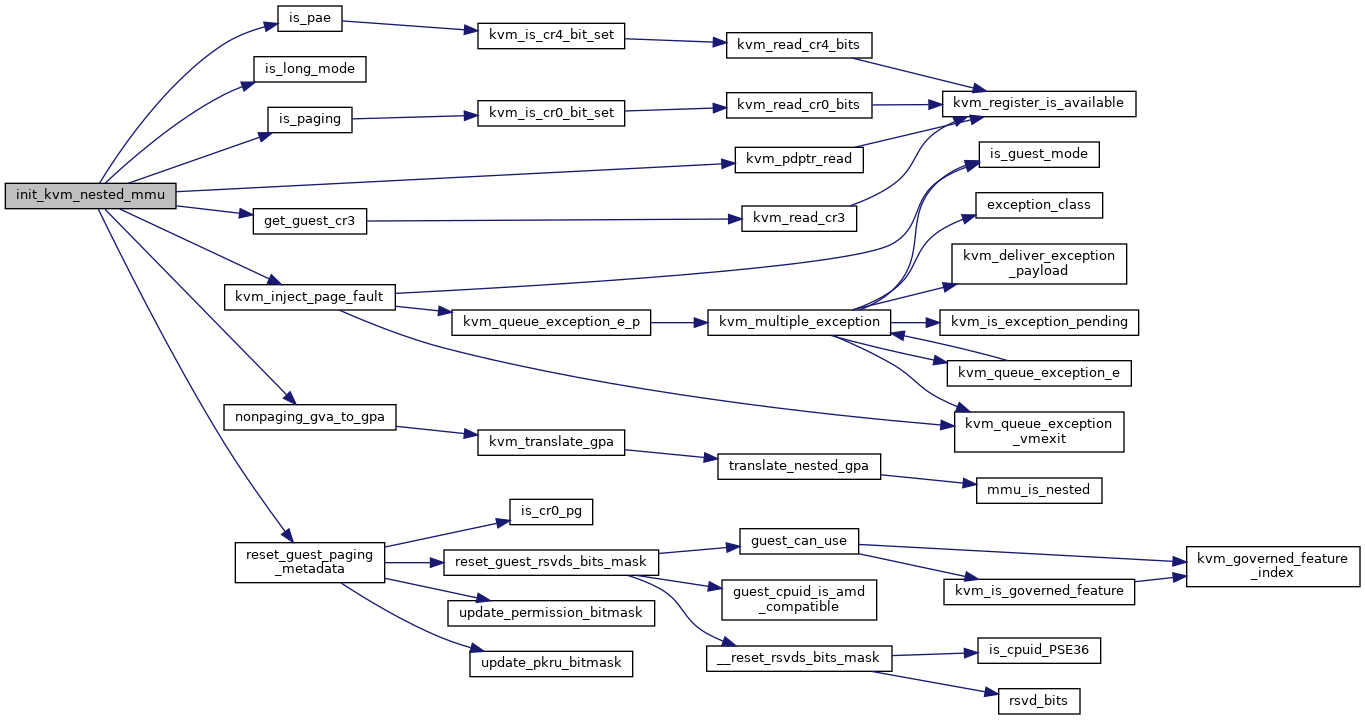 init_kvm_nested_mmu
is_pae
is_long_mode
is_paging
get_guest_cr3
kvm_inject_page_fault
nonpaging_gva_to_gpa
reset_guest_paging
_metadata
kvm_is_cr4_bit_set
kvm_is_cr0_bit_set
kvm_queue_exception_e_p
kvm_translate_gpa
is_cr0_pg
reset_guest_rsvds_bits_mask
update_permission_bitmask
update_pkru_bitmask
kvm_read_cr4_bits
kvm_read_cr0_bits
kvm_pdptr_read
kvm_read_cr3
kvm_multiple_exception
translate_nested_gpa
guest_can_use
guest_cpuid_is_amd
_compatible
__reset_rsvds_bits_mask
kvm_register_is_available
is_guest_mode
exception_class
kvm_deliver_exception
_payload
kvm_is_exception_pending
kvm_queue_exception_e
kvm_queue_exception
_vmexit
mmu_is_nested
kvm_is_governed_feature
is_cpuid_PSE36
rsvd_bits
kvm_governed_feature
_index